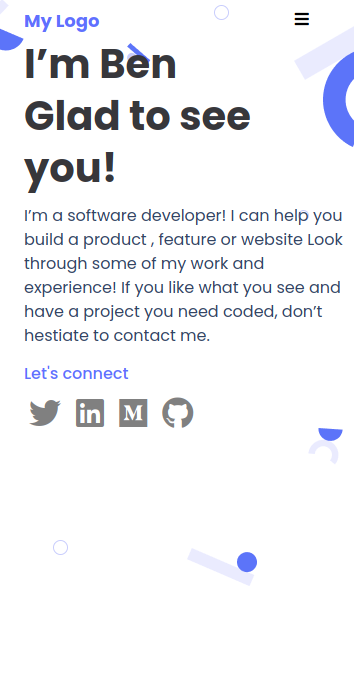 My Logo
I’m Ben
Glad to see
you!
I’m a software developer! I can help you
build a product , feature or website Look
through some of my work and
experience! If you like what you see and
have a project you need coded, don’t
hestiate to contact me.
Let's connect
in
M